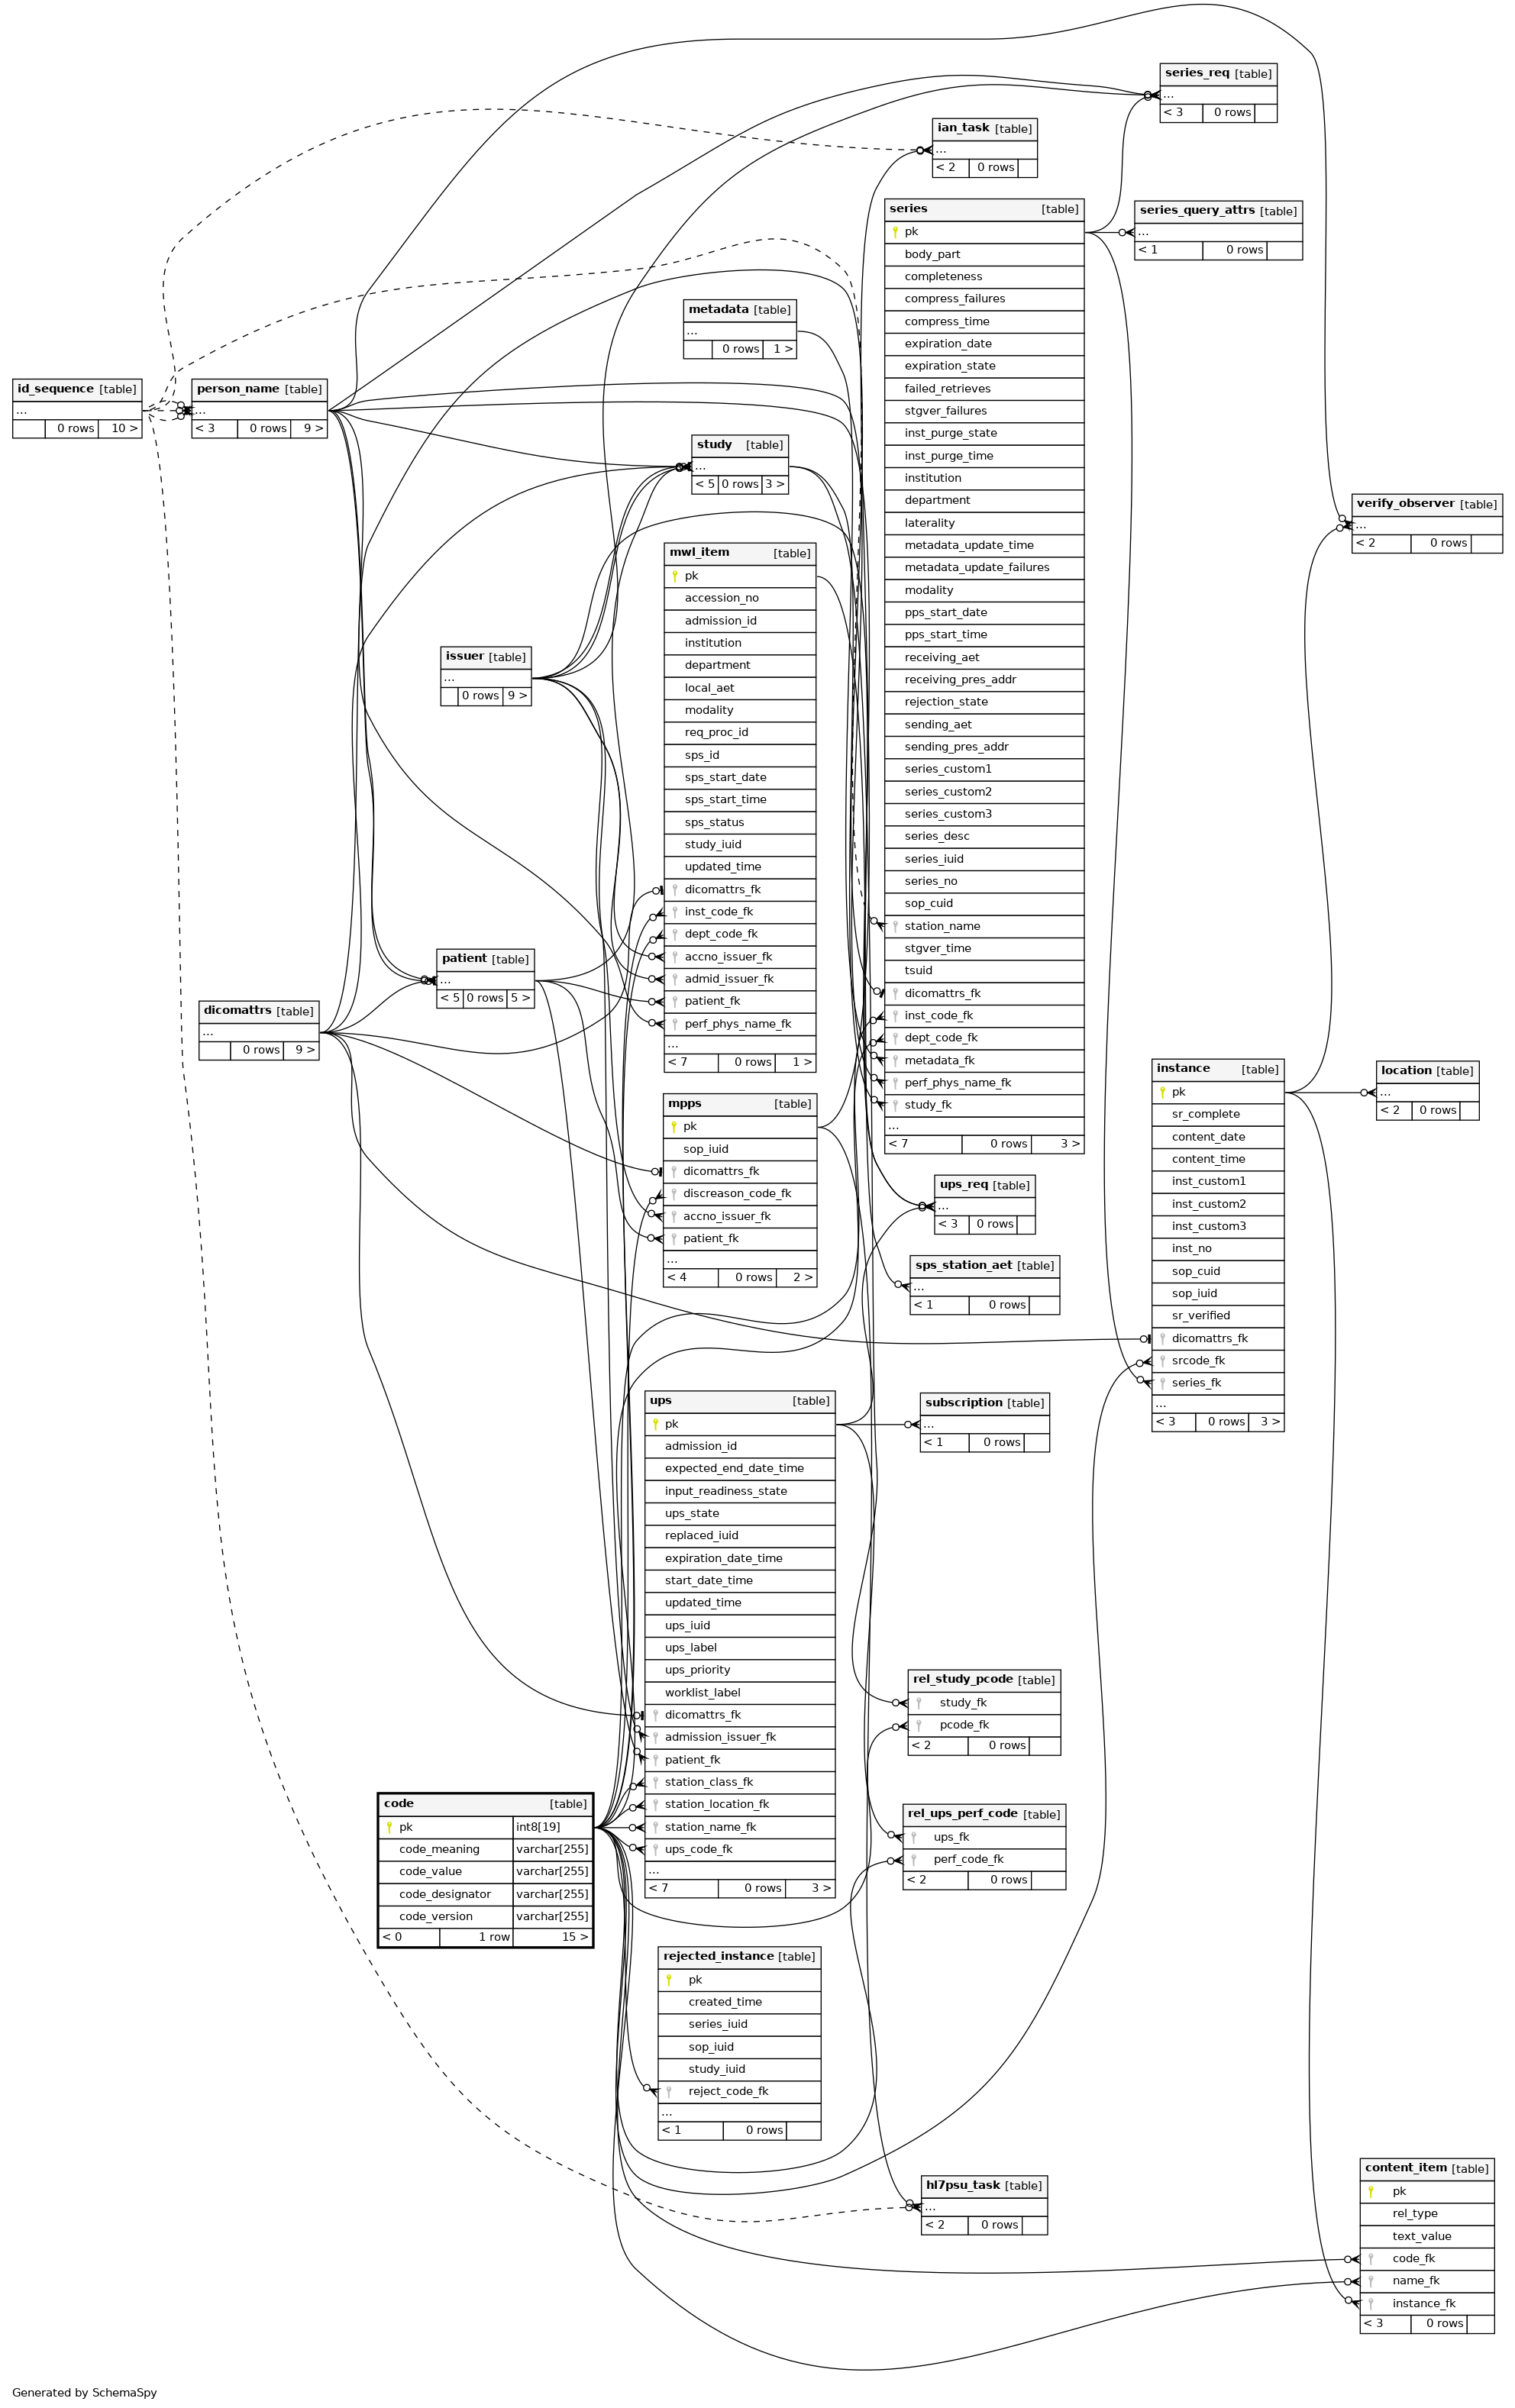 series_req [table]
...
< 3 0 rows
ian_task [table]
...
< 2 0 rows
series_query_attrs [table]
...
< 1 0 rows
series [table]
pk
body_part
completeness
compress_failures
compress_time
expiration_date
expiration_state
failed_retrieves
stgver_failures
inst_purge_state
inst_purge_time
institution
department
laterality
metadata_update_time
metadata_update_failures
modality
pps_start_date
pps_start_time
receiving_aet
receiving_pres_addr
rejection_state
sending_aet
sending_pres_addr
series_custom1
series_custom2
series_custom3
series_desc
series_iuid
series_no
sop_cuid
station_name
stgver_time
tsuid
dicomattrs_fk
inst_code_fk
dept_code_fk
metadata_fk
perf_phys_name_fk
study_fk
...
< 7 0 rows 3 >
metadata [table]
...
0 rows 1 >
id_sequence [table]
...
0 rows 10 >
person_name [table]
...
< 3 0 rows 9 >
study [table]
...
< 5 0 rows 3 >
verify_observer [table]
...
< 2 0 rows
mwl_item [table]
pk
accession_no
admission_id
institution
department
local_aet
modality
req_proc_id
sps_id
sps_start_date
sps_start_time
sps_status
study_iuid
updated_time
dicomattrs_fk
inst_code_fk
dept_code_fk
accno_issuer_fk
admid_issuer_fk
patient_fk
perf_phys_name_fk
...
< 7 0 rows 1 >
issuer [table]
...
0 rows 9 >
patient [table]
...
< 5 0 rows 5 >
dicomattrs [table]
...
0 rows 9 >
instance [table]
pk
sr_complete
content_date
content_time
inst_custom1
inst_custom2
inst_custom3
inst_no
sop_cuid
sop_iuid
sr_verified
dicomattrs_fk
srcode_fk
series_fk
...
< 3 0 rows 3 >
location [table]
...
< 2 0 rows
mpps [table]
pk
sop_iuid
dicomattrs_fk
discreason_code_fk
accno_issuer_fk
patient_fk
...
< 4 0 rows 2 >
ups_req [table]
...
< 3 0 rows
sps_station_aet [table]
...
< 1 0 rows
ups [table]
pk
admission_id
expected_end_date_time
input_readiness_state
ups_state
replaced_iuid
expiration_date_time
start_date_time
updated_time
ups_iuid
ups_label
ups_priority
worklist_label
dicomattrs_fk
admission_issuer_fk
patient_fk
station_class_fk
station_location_fk
station_name_fk
ups_code_fk
...
< 7 0 rows 3 >
subscription [table]
...
< 1 0 rows
rel_study_pcode [table]
study_fk
pcode_fk
< 2 0 rows
code [table]
pk int8[19]
code_meaning varchar[255]
code_value varchar[255]
code_designator varchar[255]
code_version varchar[255]
< 0 1 row 15 >
rel_ups_perf_code [table]
ups_fk
perf_code_fk
< 2 0 rows
rejected_instance [table]
pk
created_time
series_iuid
sop_iuid
study_iuid
reject_code_fk
...
< 1 0 rows
hl7psu_task [table]
...
< 2 0 rows
content_item [table]
pk
rel_type
text_value
code_fk
name_fk
instance_fk
< 3 0 rows
Generated by SchemaSpy